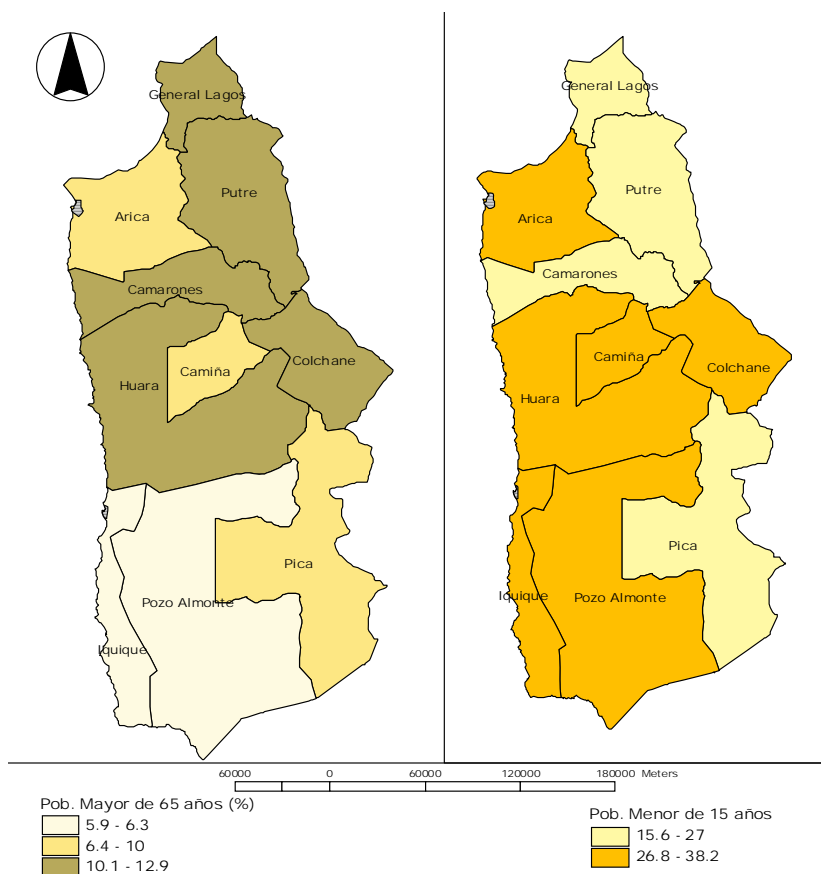 General Lagos
Putre
Arica
Camarones
Colchane
Huara
Camiña
Pica
Pozo Almonte
Iquique
General Lagos
Putre
Arica
Camarones
Camiña
Colchane
Huara
Pica
Iquique
Pozo Almonte
60000 0 60000 120000 180000 Meters
Pob. Mayor de 65 años (%)
5.9 - 6.3
6.4 - 10
10.1 - 12.9
Pob. Menor de 15 años
15.6 - 27
26.8 - 38.2